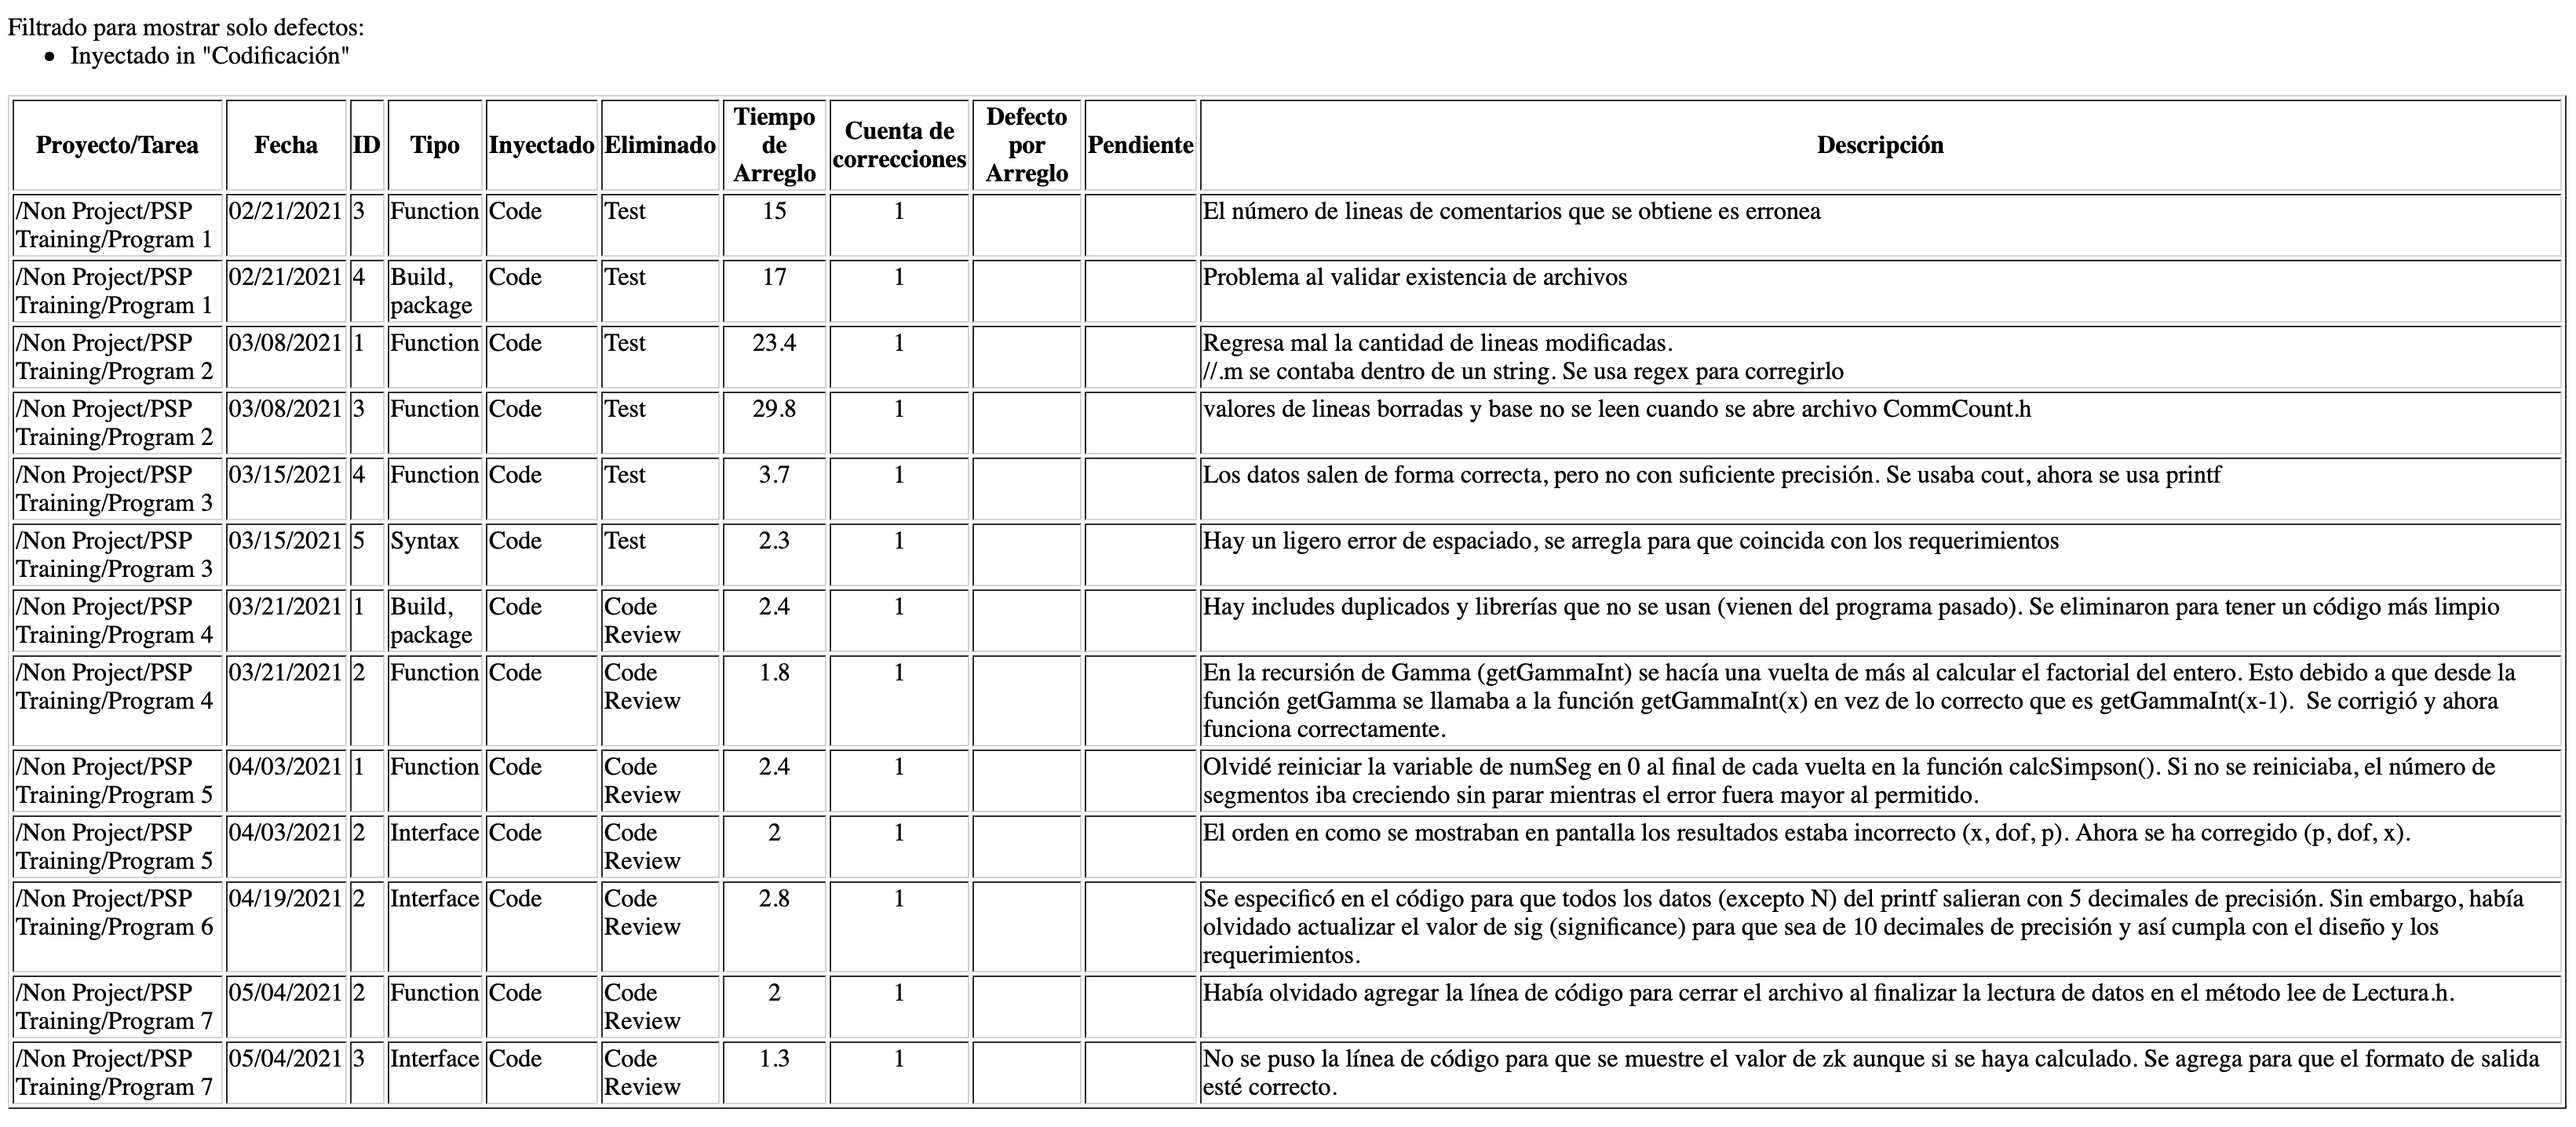 Filtrado para mostrar solo defectos:
• Inyectado in "Codificación"
Proyecto/Tarea Fecha ID Tipo Inyectado Eliminado Tiempo de Arreglo Cuenta de correcciones Defecto por Arreglo Pendiente Descripción
/Non Project/PSP Training/Program 1 02/21/2021 3 Function Code Test 15 1 El número de lineas de comentarios que se obtiene es erronea
/Non Project/PSP Training/Program 1 02/21/2021 4 Build, package Code Test 17 1 Problema al validar existencia de archivos
/Non Project/PSP Training/Program 2 03/08/2021 1 Function Code Test 23.4 1 Regresa mal la cantidad de lineas modificadas.
//.m se contaba dentro de un string. Se usa regex para corregirlo
/Non Project/PSP Training/Program 2 03/08/2021 3 Function Code Test 29.8 1 valores de lineas borradas y base no se leen cuando se abre archivo CommCount.h
/Non Project/PSP Training/Program 3 03/15/2021 4 Function Code Test 3.7 1 Los datos salen de forma correcta, pero no con suficiente precisión. Se usaba cout, ahora se usa printf
/Non Project/PSP Training/Program 3 03/15/2021 5 Syntax Code Test 2.3 1 Hay un ligero error de espaciado, se arregla para que coincida con los requerimientos
/Non Project/PSP Training/Program 4 03/21/2021 1 Build, package Code Code Review 2.4 1 Hay includes duplicados y librerías que no se usan (vienen del programa pasado). Se eliminaron para tener un código más limpio
/Non Project/PSP Training/Program 4 03/21/2021 2 Function Code Code Review 1.8 1 En la recursión de Gamma (getGammaInt) se hacía una vuelta de más al calcular el factorial del entero. Esto debido a que desde la
función getGamma se llamaba a la función getGammaInt(x) en vez de lo correcto que es getGammaInt(x-1). Se corrigió y ahora
funciona correctamente.
/Non Project/PSP Training/Program 5 04/03/2021 1 Function Code Code Review 2.4 1 Olvidé reiniciar la variable de numSeg en 0 al final de cada vuelta en la función calcSimpson(). Si no se reiniciaba, el número de
segmentos iba creciendo sin parar mientras el error fuera mayor al permitido.
/Non Project/PSP Training/Program 5 04/03/2021 2 Interface Code Code Review 2 1 El orden en como se mostraban en pantalla los resultados estaba incorrecto (x, dof, p). Ahora se ha corregido (p, dof, x).
/Non Project/PSP Training/Program 6 04/19/2021 2 Interface Code Code Review 2.8 1 Se especificó en el código para que todos los datos (excepto N) del printf salieran con 5 decimales de precisión. Sin embargo, había
olvidado actualizar el valor de sig (significance) para que sea de 10 decimales de precisión y así cumpla con el diseño y los
requerimientos.
/Non Project/PSP Training/Program 7 05/04/2021 2 Function Code Code Review 2 1 Había olvidado agregar la línea de código para cerrar el archivo al finalizar la lectura de datos en el método lee de Lectura.h.
/Non Project/PSP Training/Program 7 05/04/2021 3 Interface Code Code Review 1.3 1 No se puso la línea de código para que se muestre el valor de zk aunque si se haya calculado. Se agrega para que el formato de salida
esté correcto.